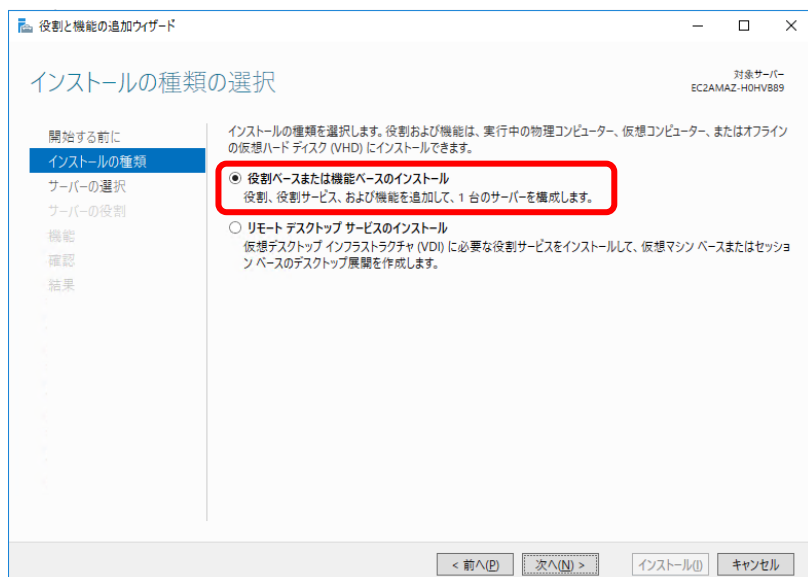 役割と機能の追加ウィザード
インストールの種類の選択
対象サーバー
EC2AMAZ-H0HVB89
開始する前に
インストールの種類
サーバーの選択
サーバーの役割
機能
確認
結果
インストールの種類を選択します。役割および機能は、実行中の物理コンピューター、仮想コンピューター、またはオフライン
の仮想ハード ディスク (VHD) にインストールできます。
役割ベースまたは機能ベースのインストール
役割、役割サービス、および機能を追加して、1 台のサーバーを構成します。
リモート デスクトップ サービスのインストール
仮想デスクトップ インフラストラクチャ (VDI) に必要な役割サービスをインストールして、仮想マシン ベースまたはセッショ
ン ベースのデスクトップ展開を作成します。
< 前へ(P)
次へ(N) >
インストール(I)
キャンセル